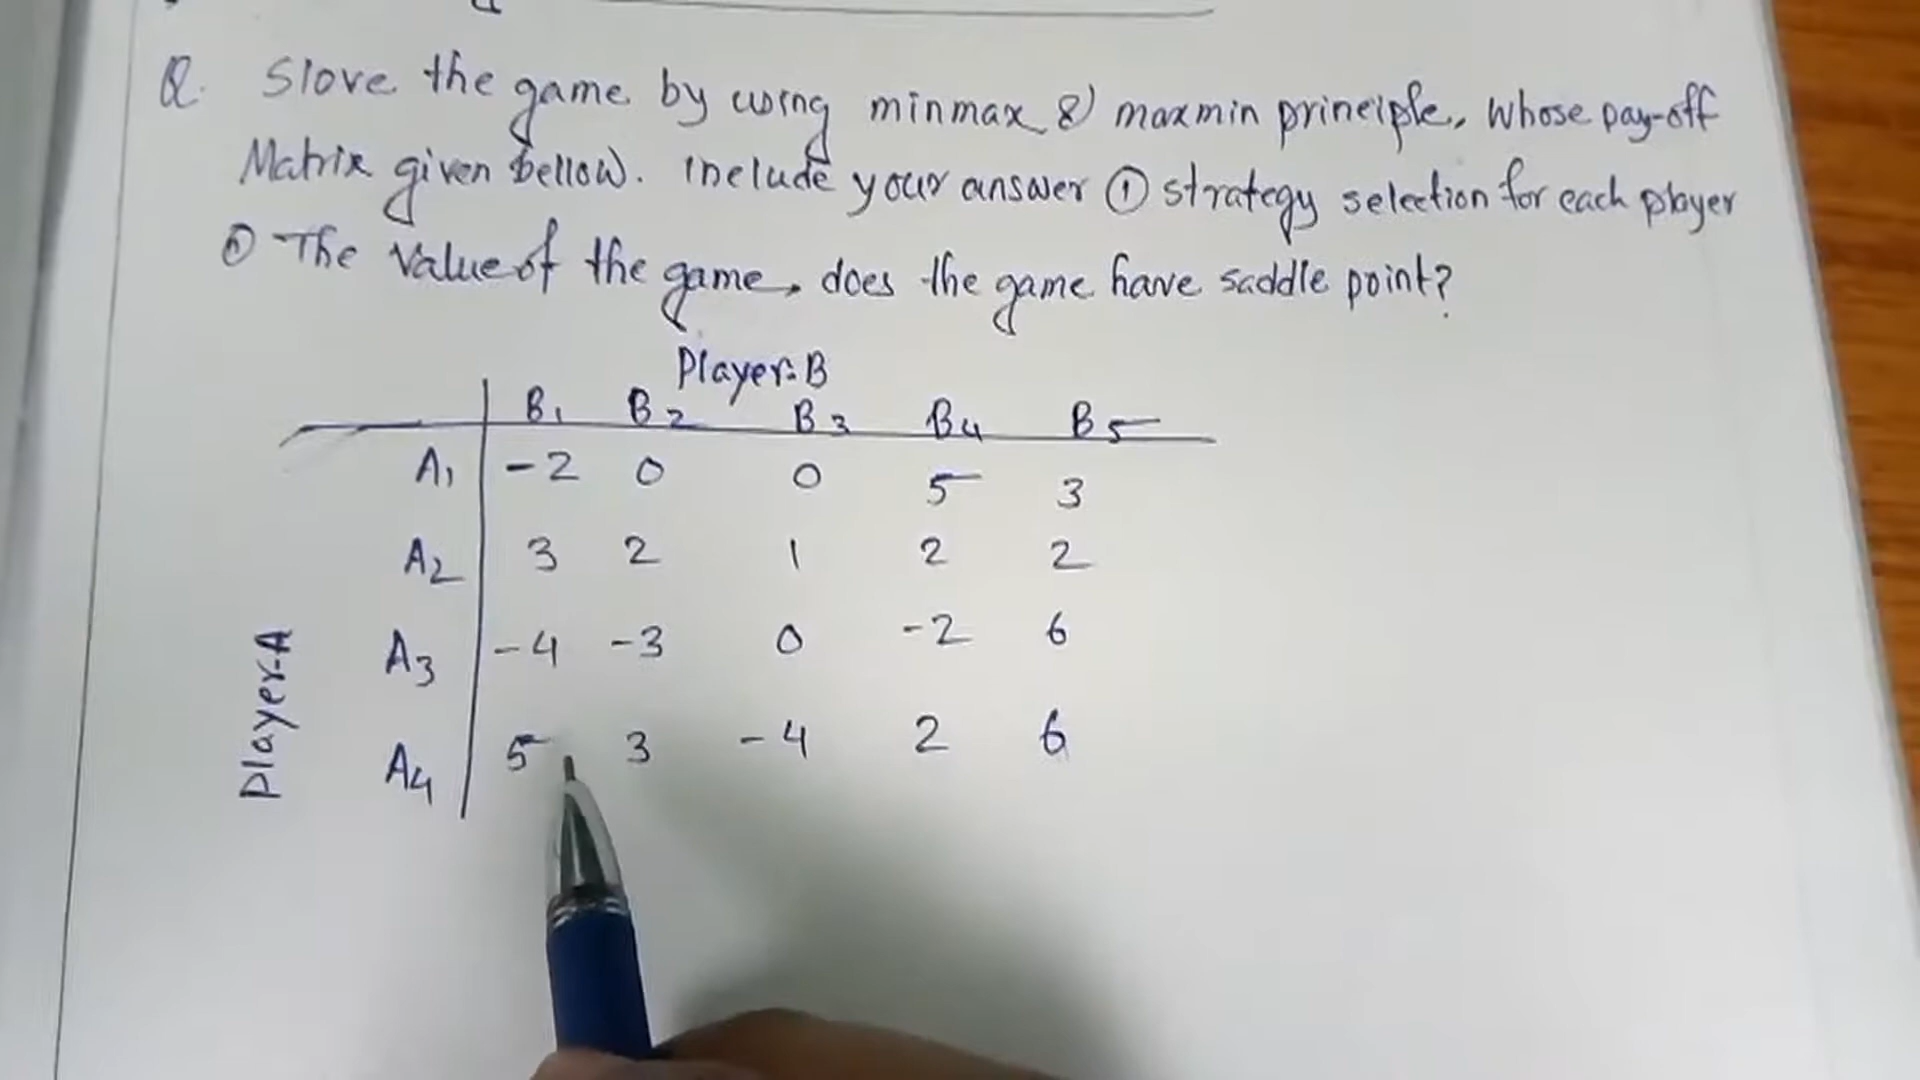 Q. Slove the game by using minmax & maxmin prineiple, whose pay-off
Matrix given bellow. Inelude your answer ① strategy selection for each player
⑪ The Value of the game, does the game have saddle point?
Player:B
B1 B2 B3 B4 B5
A1 -2 0 0 5 3
A2 3 2 1 2 2
A3 -4 -3 0 -2 6
A4 5 3 -4 2 6
Player-A